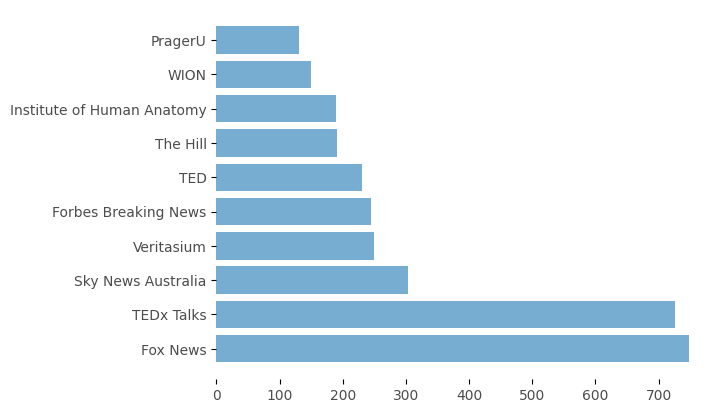 PragerU
WION
Institute of Human Anatomy
The Hill
TED
Forbes Breaking News
Veritasium
Sky News Australia
TEDx Talks
Fox News
0 100 200 300 400 500 600 700